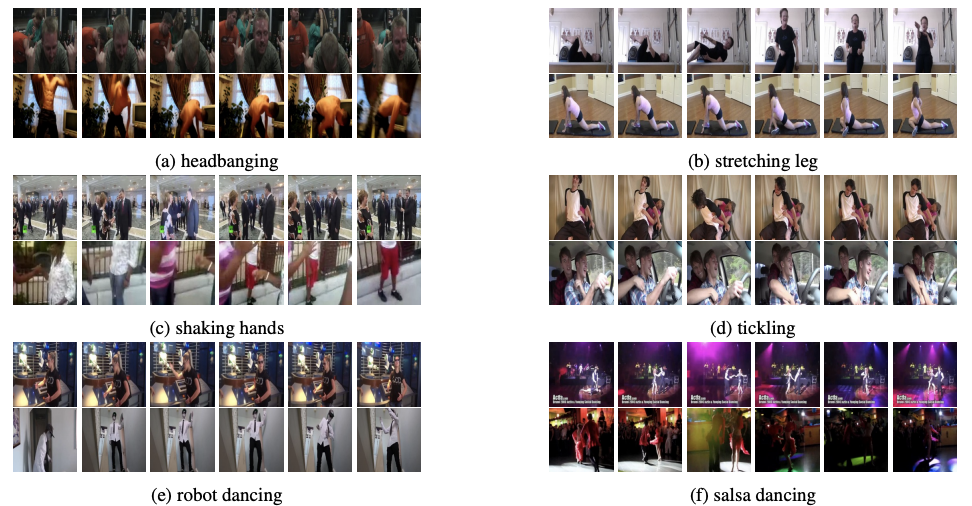 (a) headbanging
(b) stretching leg
(c) shaking hands
(d) tickling
(e) robot dancing
(f) salsa dancing